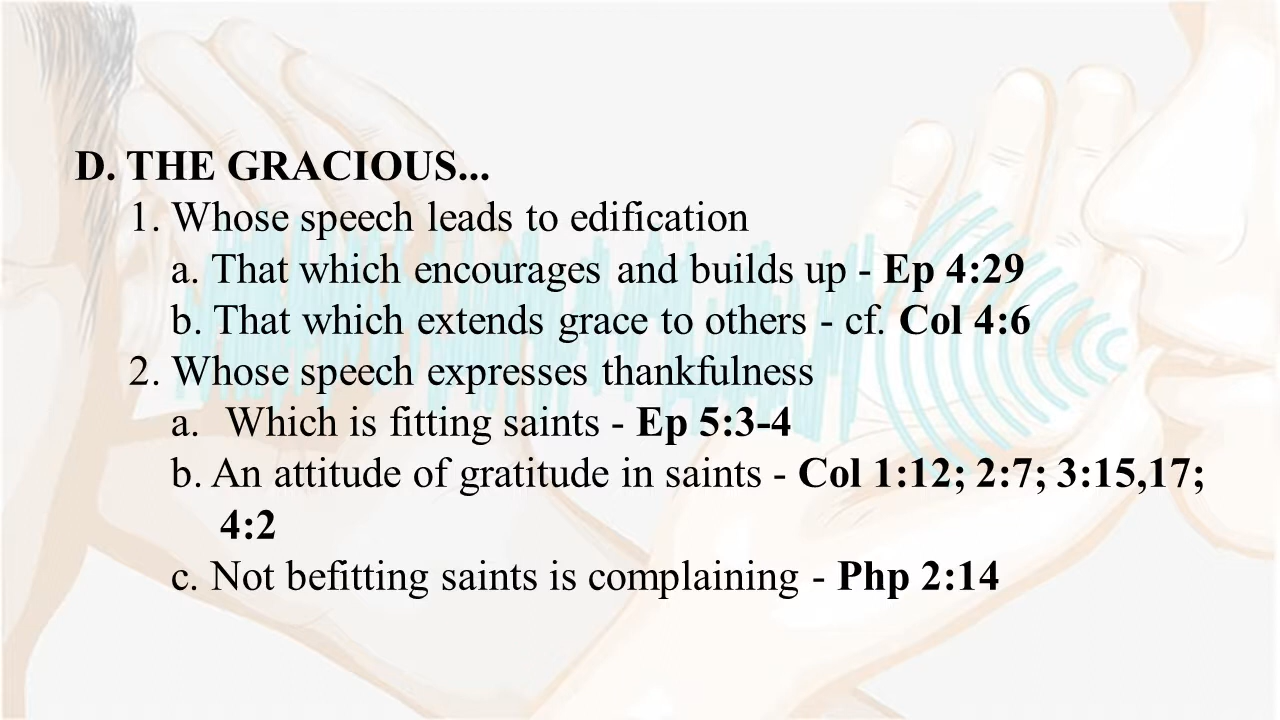 D. THE GRACIOUS...
1. Whose speech leads to edification
a. That which encourages and builds up - Ep 4:29
b. That which extends grace to others - cf. Col 4:6
2. Whose speech expresses thankfulness
a. Which is fitting saints - Ep 5:3-4
b. An attitude of gratitude in saints - Col 1:12; 2:7; 3:15,17;
4:2
c. Not befitting saints is complaining - Php 2:14